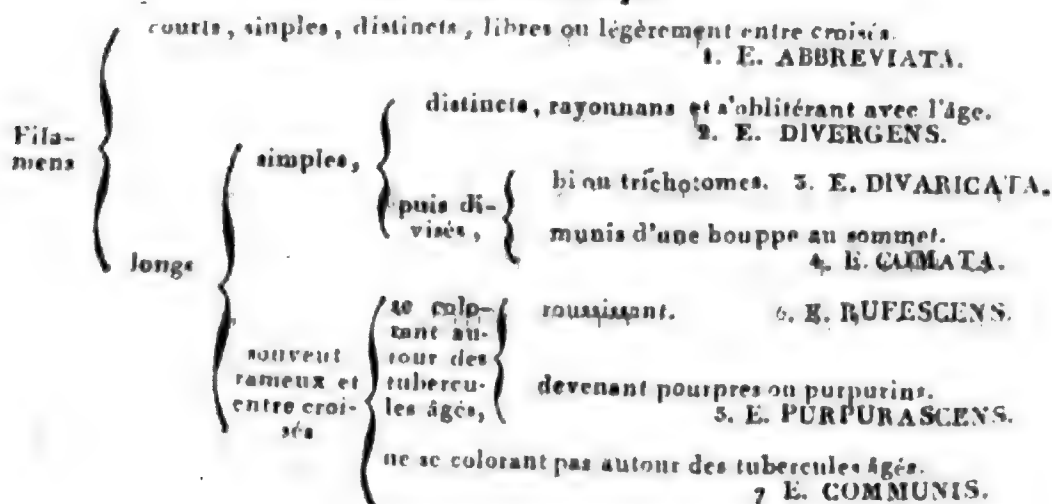 courts, sinples, distincts, libres ou légèrement entre croisés.
1. E. ABBREVIATA.
Fila-
mens
distincts, rayonnans et s'oblitérant avec l'âge.
2. E. DIVERGENS.
simples,
puis di-
visés,
bi ou trichotomes. 3. E. DIVARICATA.
munis d'une houppe au sommet.
4. E. COMATA.
longs
se colo-
rant au-
tour des
tubercu-
les âgés,
roussissant. 6. E. RUFESCENS.
devenant pourpres ou purpurins.
5. E. PURPURASCENS.
souvent
rameux et
entre croi-
sés
ne se colorant pas autour des tubercules âgés.
7 E. COMMUNIS.